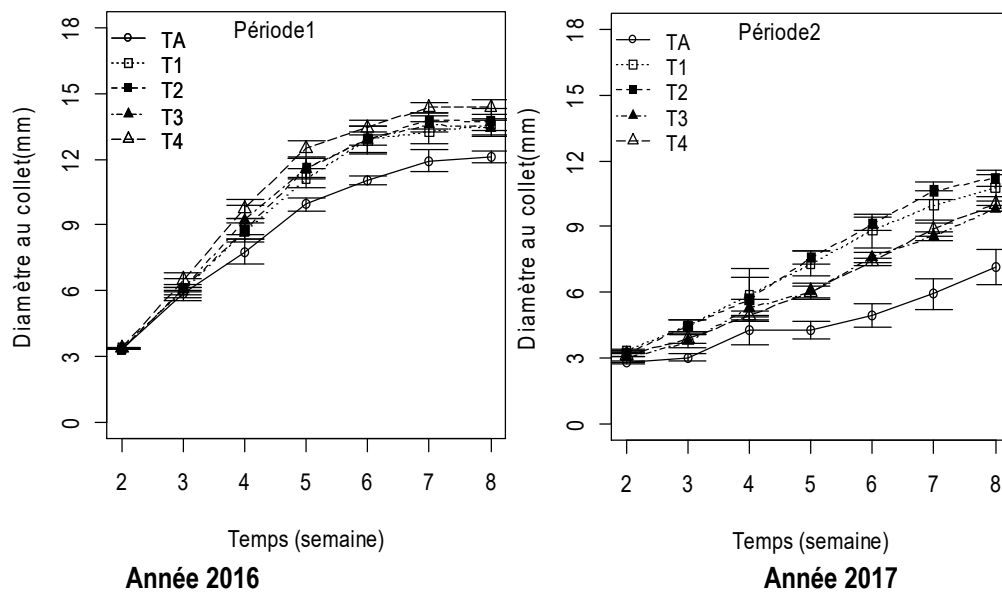 Période1
TA
T1
T2
T3
T4
Diamètre au collet(mm)
0 3 6 9 12 15 18
2 3 4 5 6 7 8
Temps (semaine)
Année 2016
Période2
TA
T1
T2
T3
T4
Diamètre au collet(mm)
0 3 6 9 12 15 18
2 3 4 5 6 7 8
Temps (semaine)
Année 2017